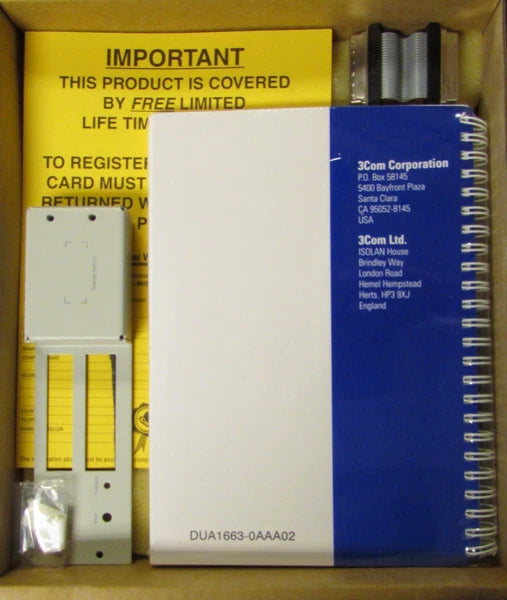 IMPORTANT
THIS PRODUCT IS COVERED
BY FREE LIMITED
LIFE TIM
TO REGISTER
CARD MUST
RETURNED W
P
3Com Corporation
P.O. Box 58145
5400 Bayfront Plaza
Santa Clara
CA 95052-8145
USA
3Com Ltd.
ISOLAN House
Brindley Way
London Road
Hemel Hempstead
Herts. HP3 9XJ
England
DUA1663-0AAA02